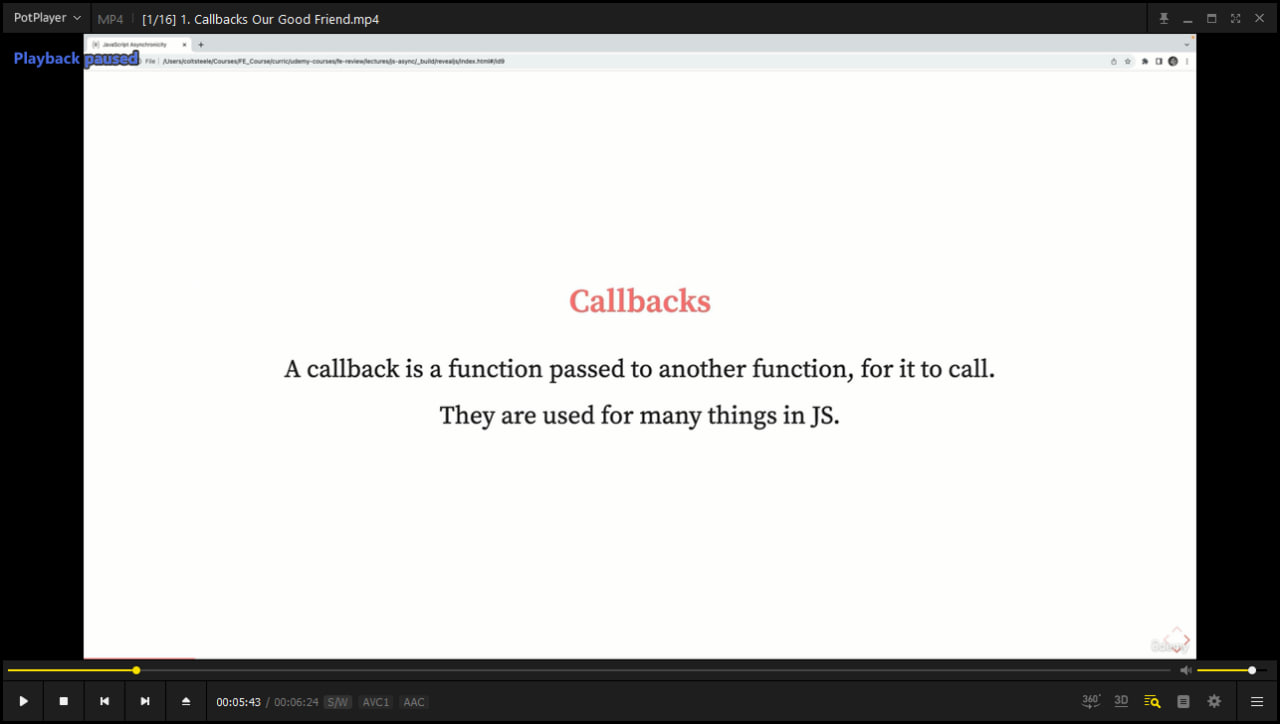 PotPlayer MP4 [1/16] 1. Callbacks Our Good Friend.mp4
JavaScript Asynchronicity
Playback paused
File /Users/coltsteele/Courses/FE_Course/curric/udemy-courses/fe-review/lectures/js-async/_build/revealjs/index.html#/id9
Callbacks
A callback is a function passed to another function, for it to call.
They are used for many things in JS.
Udemy
00:05:43 / 00:06:24 S/W AVC1 AAC 360° 3D